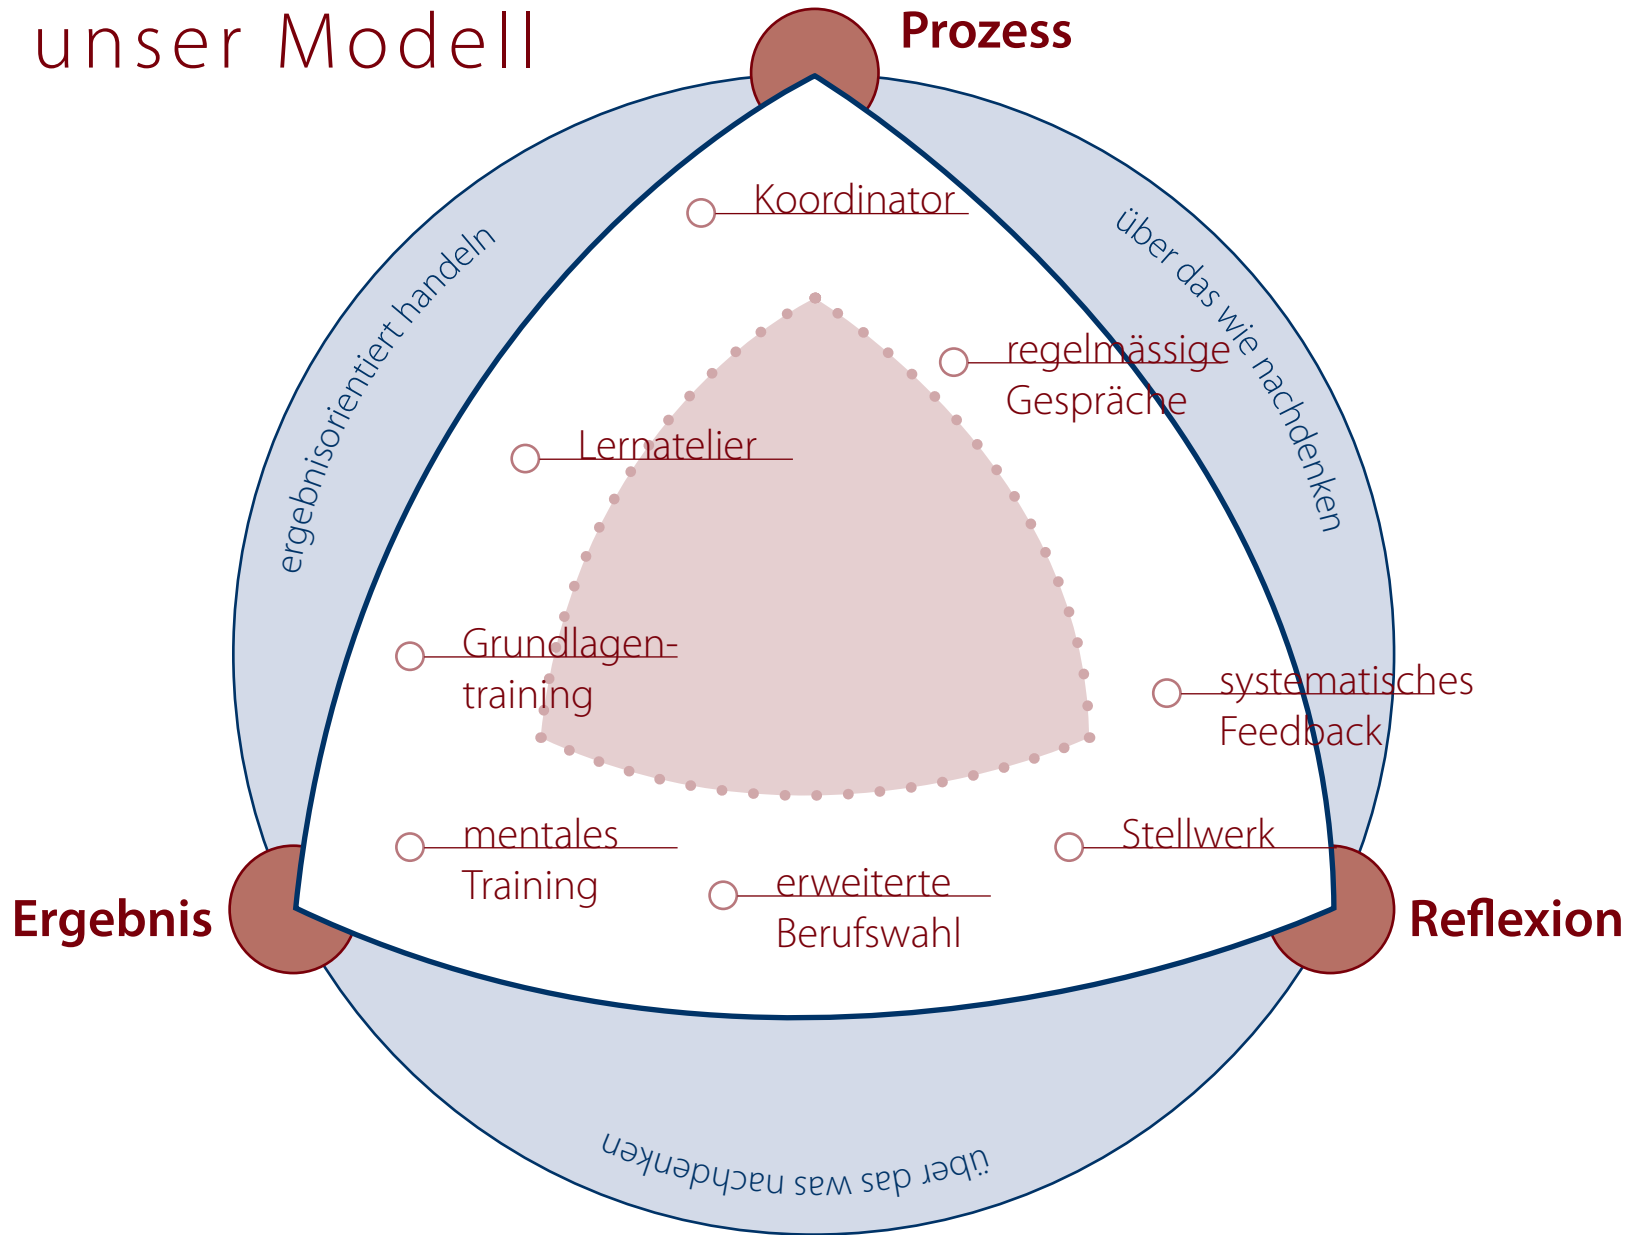 unser Modell
Prozess
Koordinator
ergebnisorientiert handeln
über das wie nachdenken
regelmässige
Gespräche
Lernatelier
Grundlagen-
training
systematisches
Feedback
mentales
Training
Stellwerk
erweiterte
Berufswahl
Ergebnis
Reflexion
über das was nachdenken